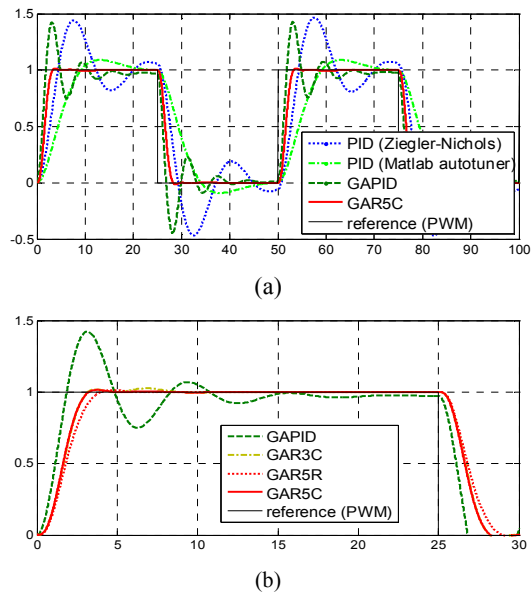 1.5
1
0.5
0
-0.5
0 10 20 30 40 50 60 70 80 90 100
PID (Ziegler-Nichols)
PID (Matlab autotuner)
GAPID
GAR5C
reference (PWM)
(a)
1.5
1
0.5
0
0 5 10 15 20 25 30
GAPID
GAR3C
GAR5R
GAR5C
reference (PWM)
(b)